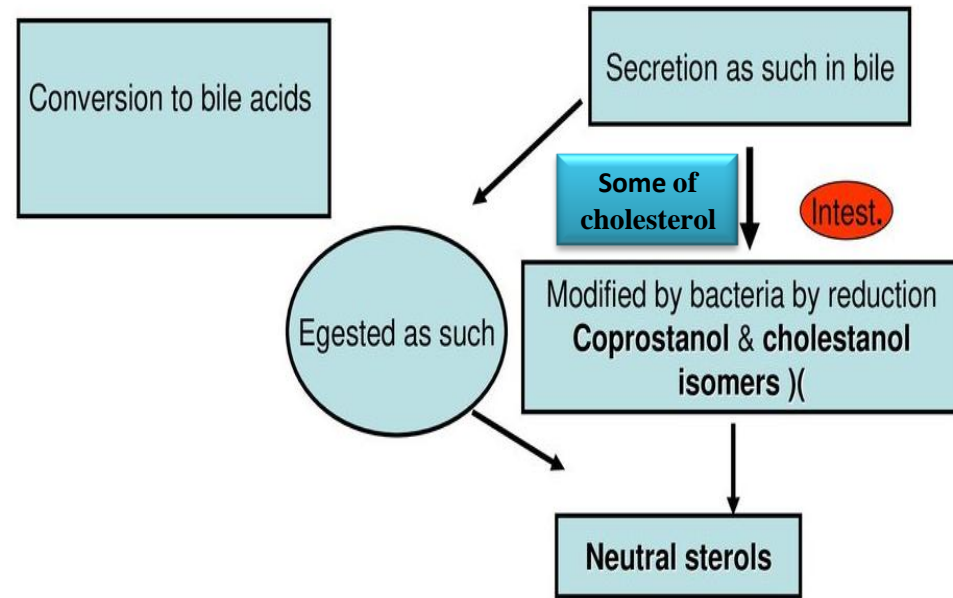 Conversion to bile acids
Secretion as such in bile
Some of
cholesterol
Intest.
Egested as such
Modified by bacteria by reduction
Coprostanol & cholestanol
isomers )(
Neutral sterols